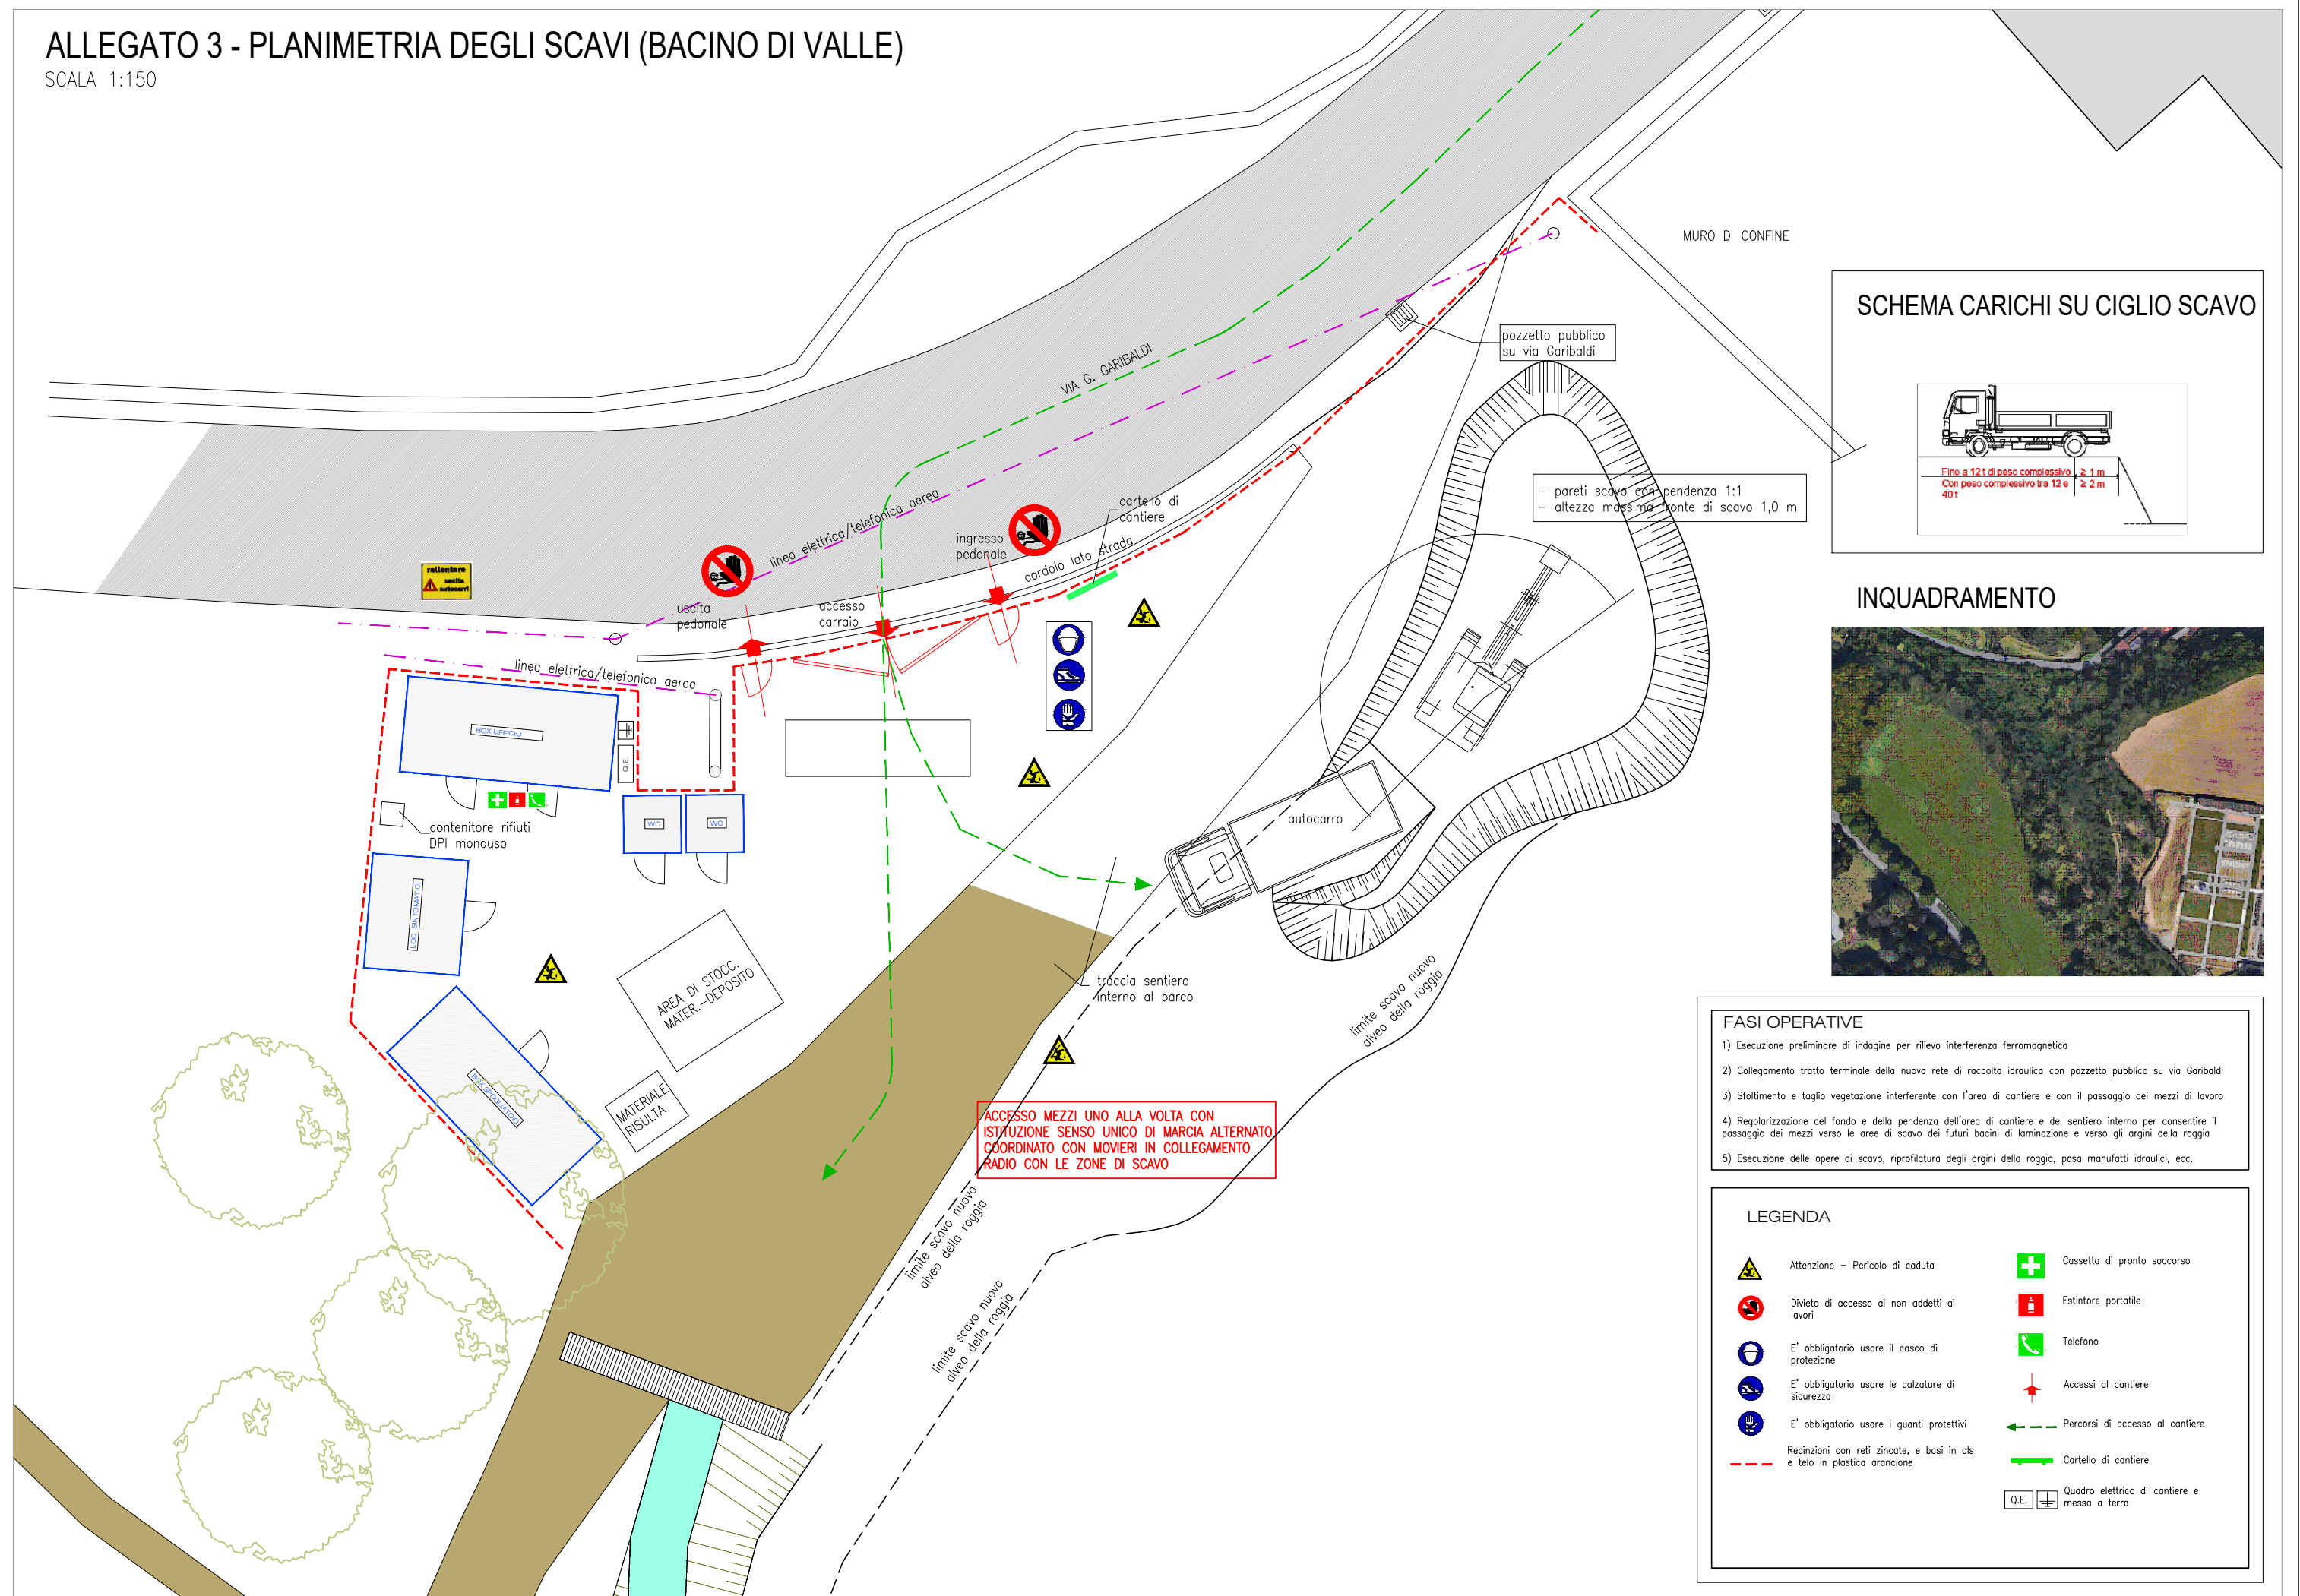 ALLEGATO 3 - PLANIMETRIA DEGLI SCAVI (BACINO DI VALLE)
SCALA 1:150
MURO DI CONFINE
pozzetto pubblico
su via Garibaldi
VIA G. GARIBALDI
- pareti scavo con pendenza 1:1
- altezza massima fronte di scavo 1,0 m
linea elettrica/telefonica aerea
cartello di
cantiere
ingresso
pedonale
cordolo lato strada
rallentare
uscita
autocarri
uscita
pedonale
accesso
carraio
linea elettrica/telefonica aerea
BOX UFFICIO
Q.E.
contenitore rifiuti
DPI monouso
WC
WC
autocarro
LOC. SINTOMATICI
AREA DI STOCC.
MATER.-DEPOSITO
traccia sentiero
interno al parco
limite scavo nuovo
alveo della roggia
BOX SPOGLIATOIO
MATERIALE
RISULTA
ACCESSO MEZZI UNO ALLA VOLTA CON
ISTITUZIONE SENSO UNICO DI MARCIA ALTERNATO
COORDINATO CON MOVIERI IN COLLEGAMENTO
RADIO CON LE ZONE DI SCAVO
limite scavo nuovo
alveo della roggia
limite scavo nuovo
alveo della roggia
SCHEMA CARICHI SU CIGLIO SCAVO
Fino a 12 t di peso complessivo ≥ 1 m
Con peso complessivo tra 12 e ≥ 2 m
40 t
INQUADRAMENTO
FASI OPERATIVE
1) Esecuzione preliminare di indagine per rilievo interferenza ferromagnetica
2) Collegamento tratto terminale della nuova rete di raccolta idraulica con pozzetto pubblico su via Garibaldi
3) Sfoltimento e taglio vegetazione interferente con l'area di cantiere e con il passaggio dei mezzi di lavoro
4) Regolarizzazione del fondo e della pendenza dell'area di cantiere e del sentiero interno per consentire il
passaggio dei mezzi verso le aree di scavo dei futuri bacini di laminazione e verso gli argini della roggia
5) Esecuzione delle opere di scavo, riprofilatura degli argini della roggia, posa manufatti idraulici, ecc.
LEGENDA
Attenzione - Pericolo di caduta
Divieto di accesso ai non addetti ai
lavori
E' obbligatorio usare il casco di
protezione
E' obbligatorio usare le calzature di
sicurezza
E' obbligatorio usare i guanti protettivi
Recinzioni con reti zincate, e basi in cls
e telo in plastica arancione
Cassetta di pronto soccorso
Estintore portatile
Telefono
Accessi al cantiere
Percorsi di accesso al cantiere
Cartello di cantiere
Q.E.
Quadro elettrico di cantiere e
messa a terra